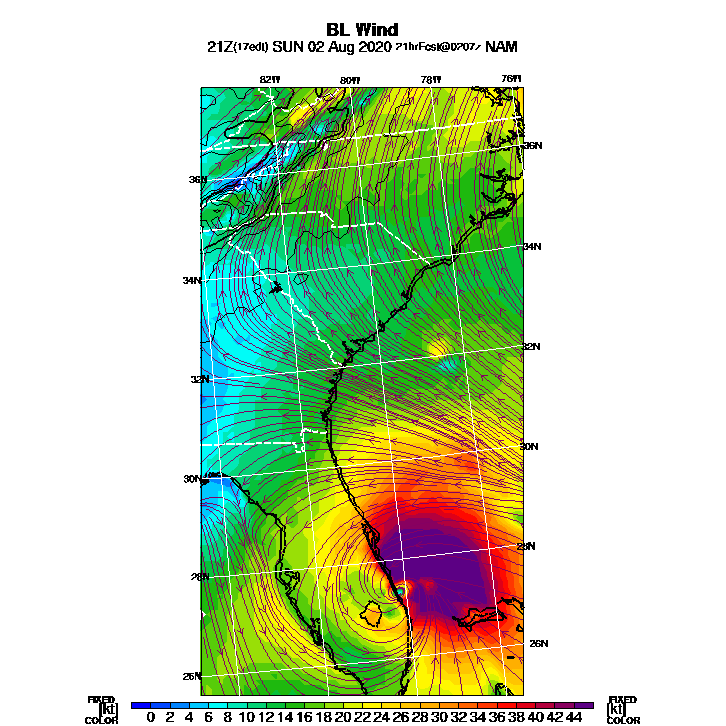 BL Wind
21Z(17edt) SUN 02 Aug 2020 21hrFcst@0207z NAM
82W 80W 78W 76W
36N
36N
34N
34N
32N
32N
30N
30N
28N
28N
26N
26N
FIXED [kt] COLOR
0 2 4 6 8 10 12 14 16 18 20 22 24 26 28 30 32 34 36 38 40 42 44
FIXED [kt] COLOR